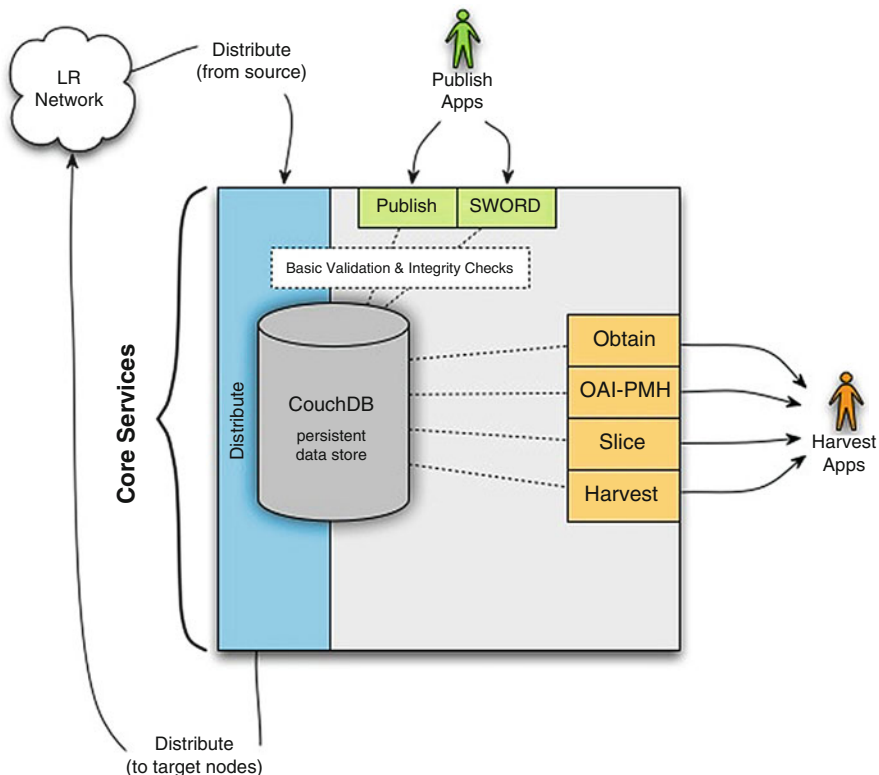 LR
Network
Distribute
(from source)
Publish
Apps
Publish
SWORD
Basic Validation & Integrity Checks
Core Services
Distribute
CouchDB
persistent
data store
Obtain
OAI-PMH
Slice
Harvest
Harvest
Apps
Distribute
(to target nodes)